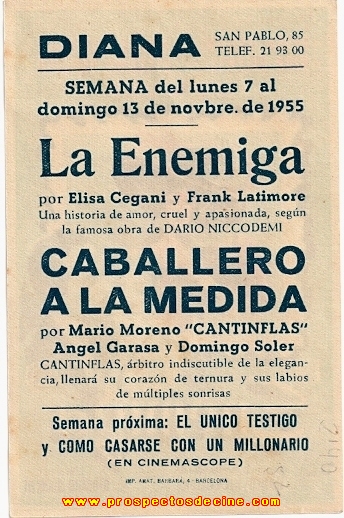 DIANA
SAN PABLO, 85
TELEF. 21 93 00
SEMANA del lunes 7 al
domingo 13 de novbre. de 1955
La Enemiga
por Elisa Cegani y Frank Latimore
Una historia de amor, cruel y apasionada, según
la famosa obra de DARIO NICCODEMI
CABALLERO
A LA MEDIDA
por Mario Moreno "CANTINFLAS"
Angel Garasa y Domingo Soler
CANTINFLAS, árbitro indiscutible de la elegan-
cia, llenará su corazón de ternura y sus labios
de múltiples sonrisas
Semana próxima: EL UNICO TESTIGO
y COMO CASARSE CON UN MILLONARIO
(EN CINEMASCOPE)
IMP. AMAT. BARBARA, 4 - BARCELONA
www.prospectosdecine.com